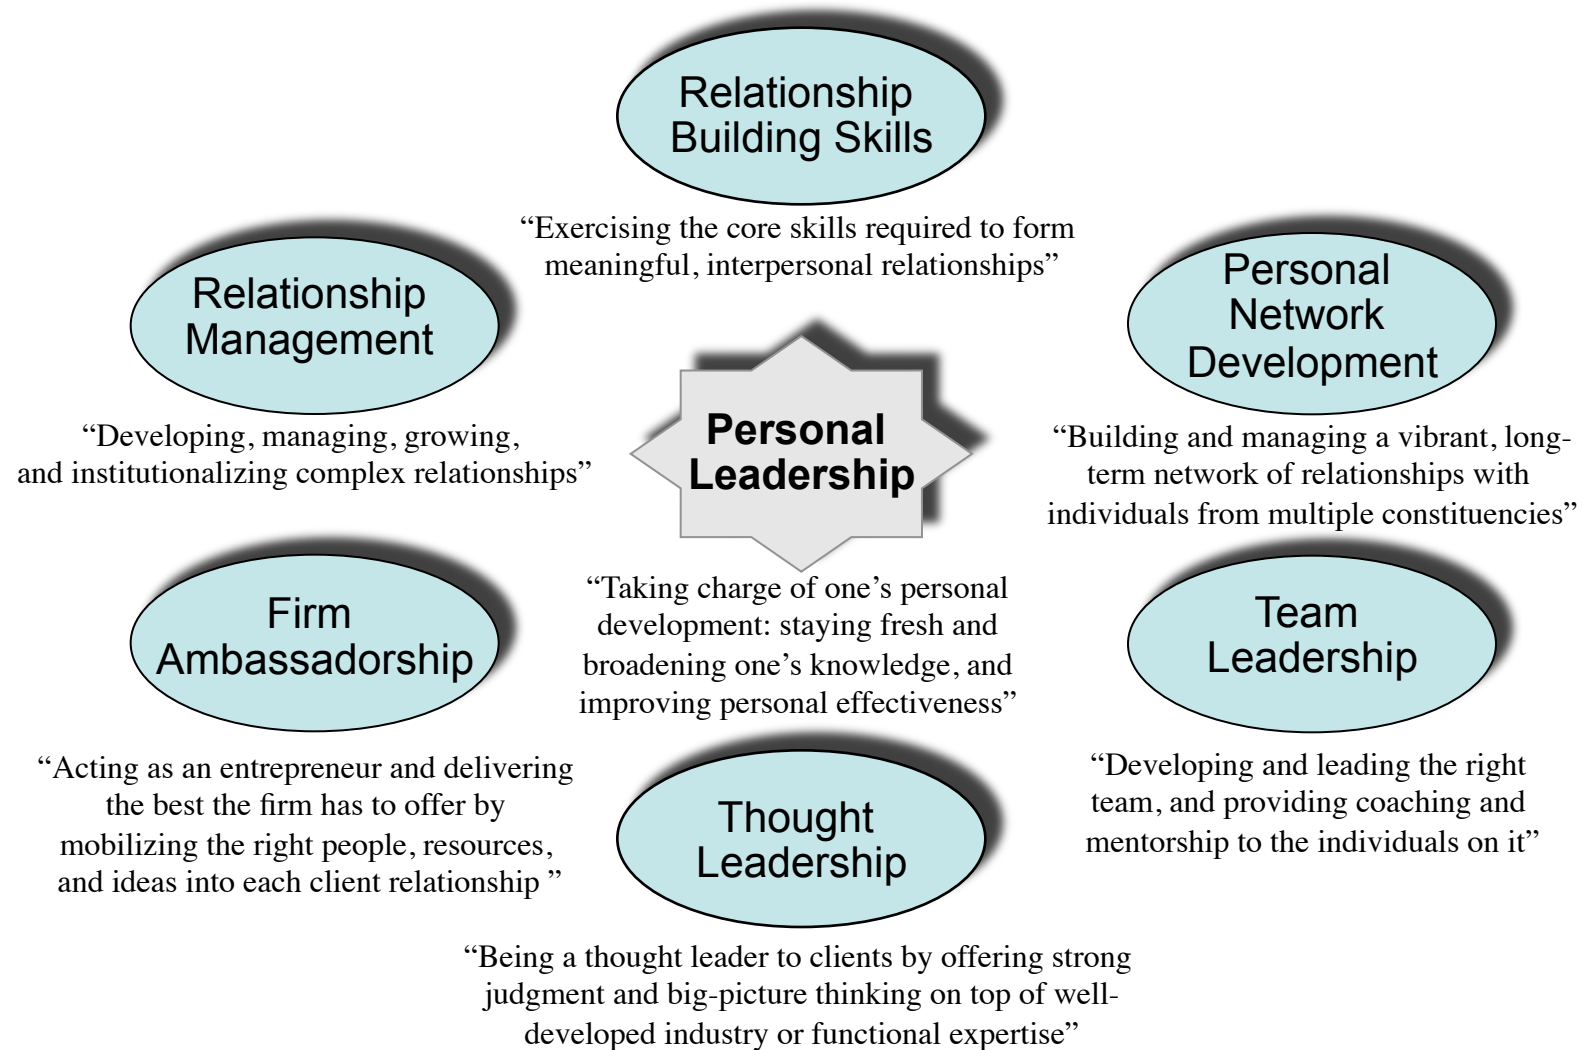 Relationship
Building Skills
“Exercising the core skills required to form
meaningful, interpersonal relationships”
Relationship
Management
“Developing, managing, growing,
and institutionalizing complex relationships”
Personal
Network
Development
“Building and managing a vibrant, long-
term network of relationships with
individuals from multiple constituencies”
Personal
Leadership
“Taking charge of one’s personal
development: staying fresh and
broadening one’s knowledge, and
improving personal effectiveness”
Firm
Ambassadorship
“Acting as an entrepreneur and delivering
the best the firm has to offer by
mobilizing the right people, resources,
and ideas into each client relationship ”
Team
Leadership
“Developing and leading the right
team, and providing coaching and
mentorship to the individuals on it”
Thought
Leadership
“Being a thought leader to clients by offering strong
judgment and big-picture thinking on top of well-
developed industry or functional expertise”